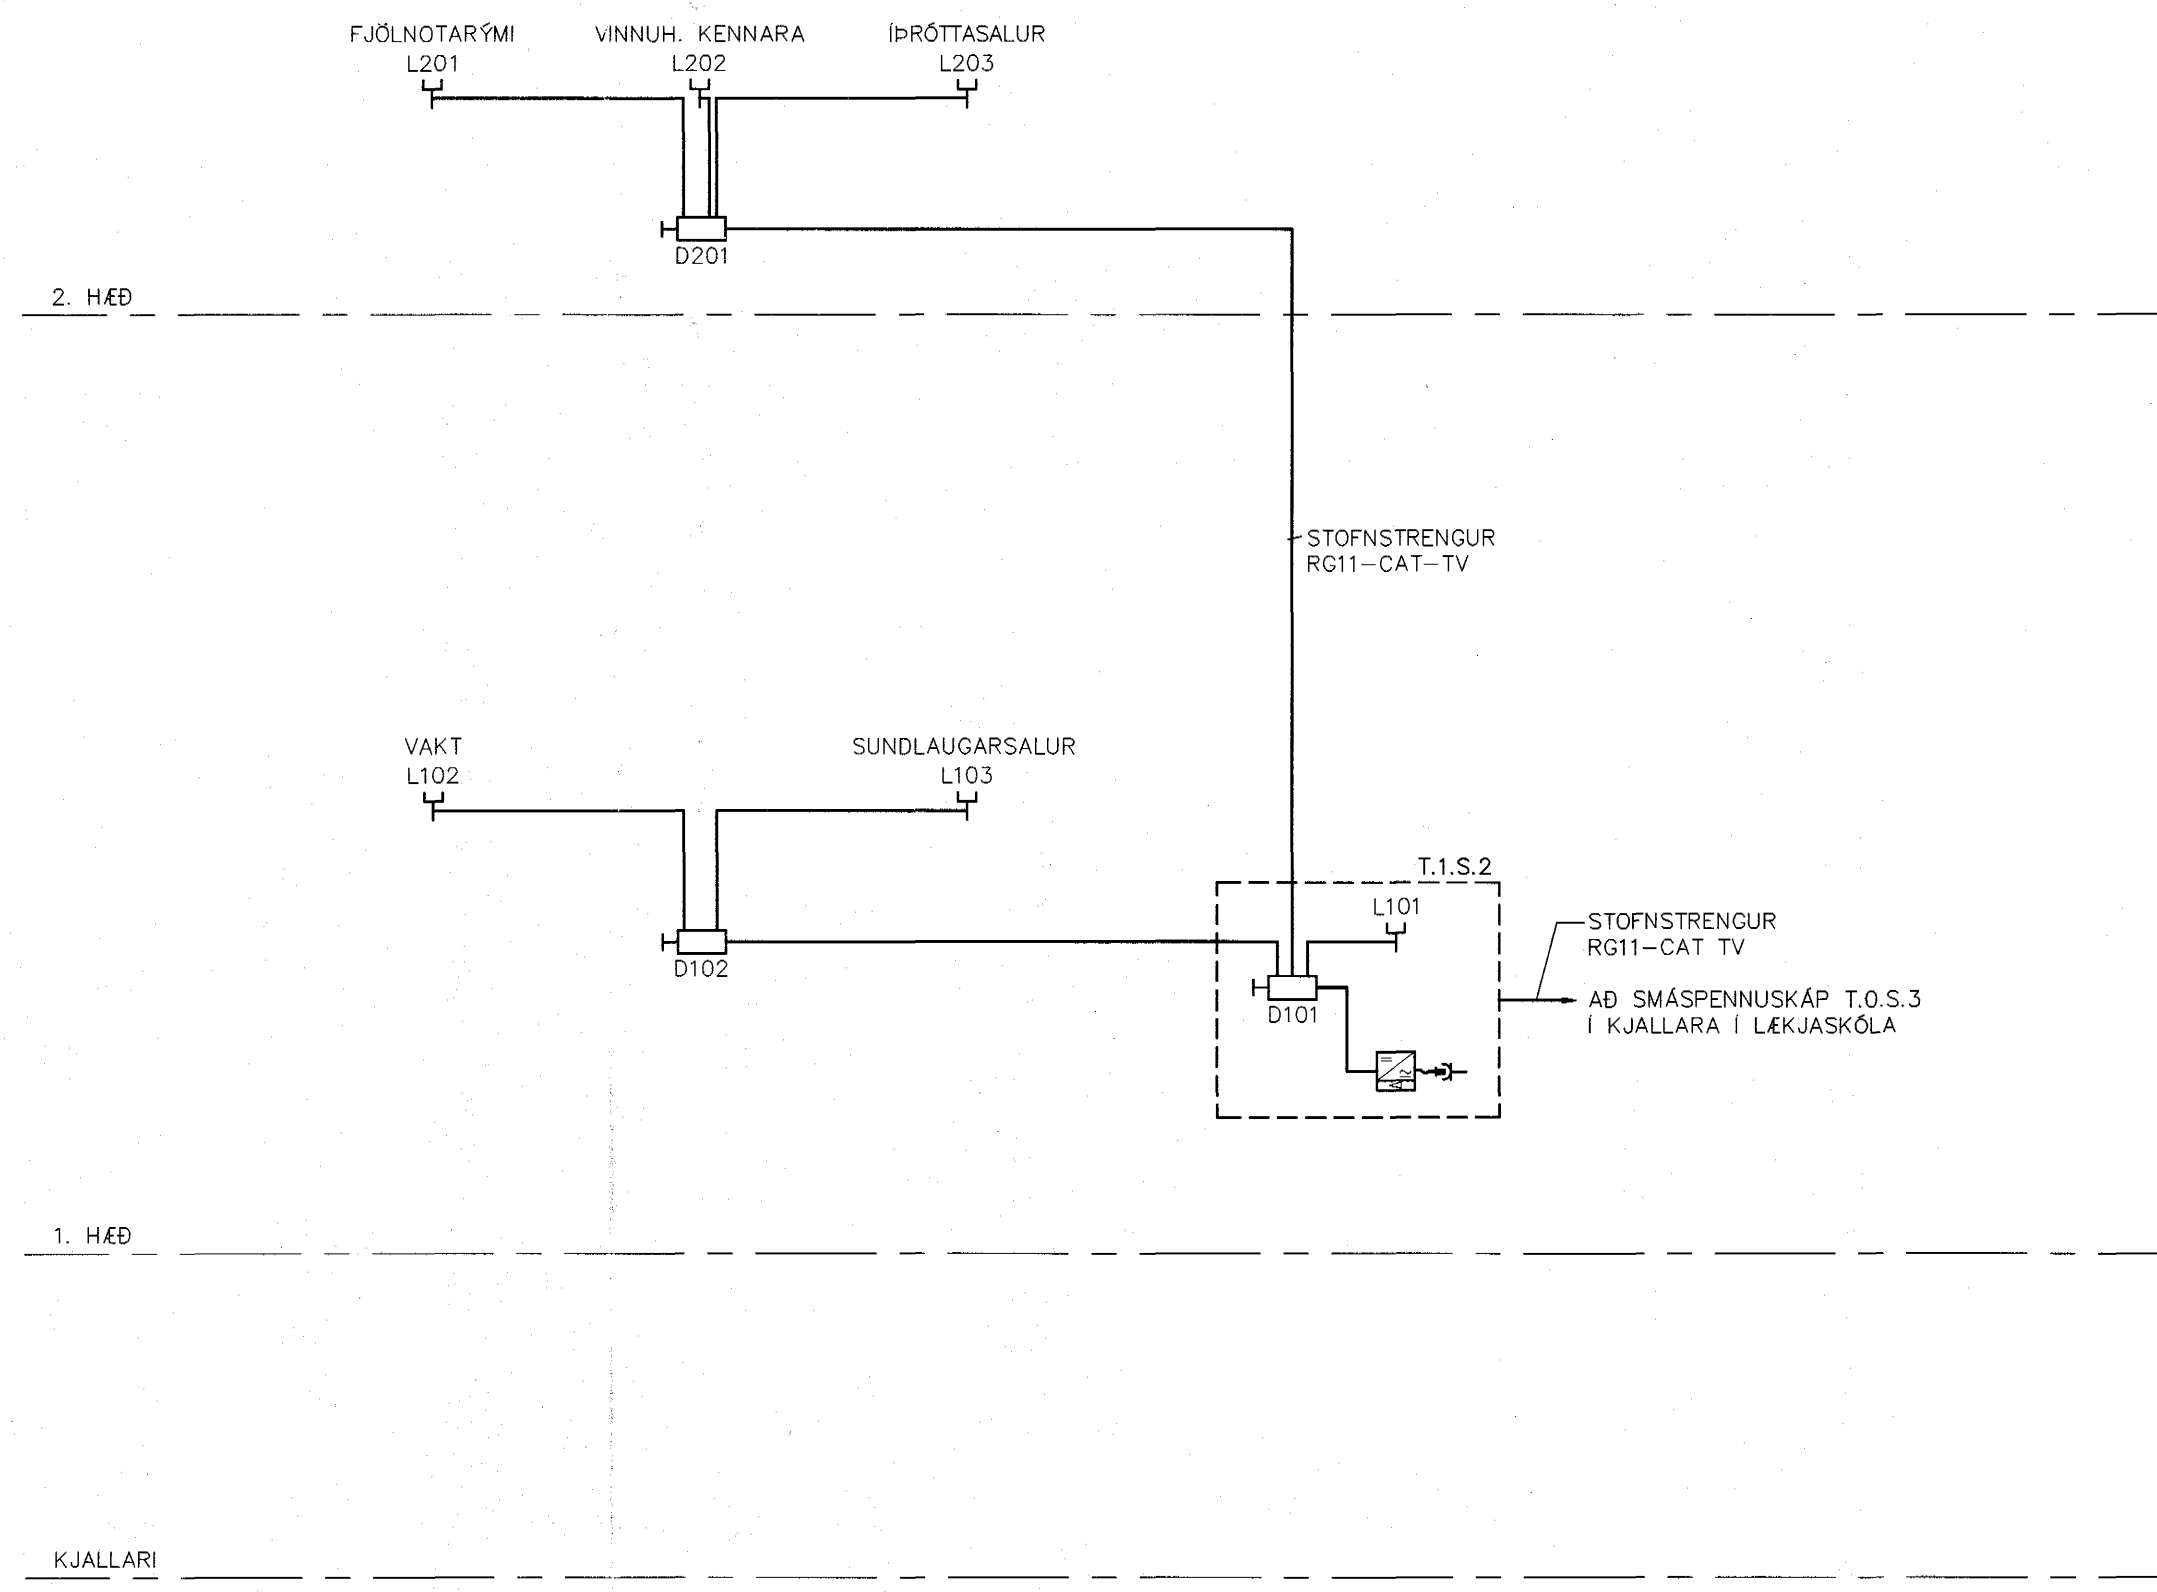 FJÖLNOTARÝMI
L201
VINNUH. KENNARA
L202
ÍÞRÓTTASALUR
L203
D201
2. HÆÐ
STOFNSTRENGUR
RG11-CAT-TV
VAKT
L102
SUNDLAUGARSALUR
L103
D102
T.1.S.2
L101
D101
STOFNSTRENGUR
RG11-CAT TV
AÐ SMÁSPENNUSKÁP T.O.S.3
Í KJALLARA Í LÆKJASKÓLA
1. HÆÐ
KJALLARI